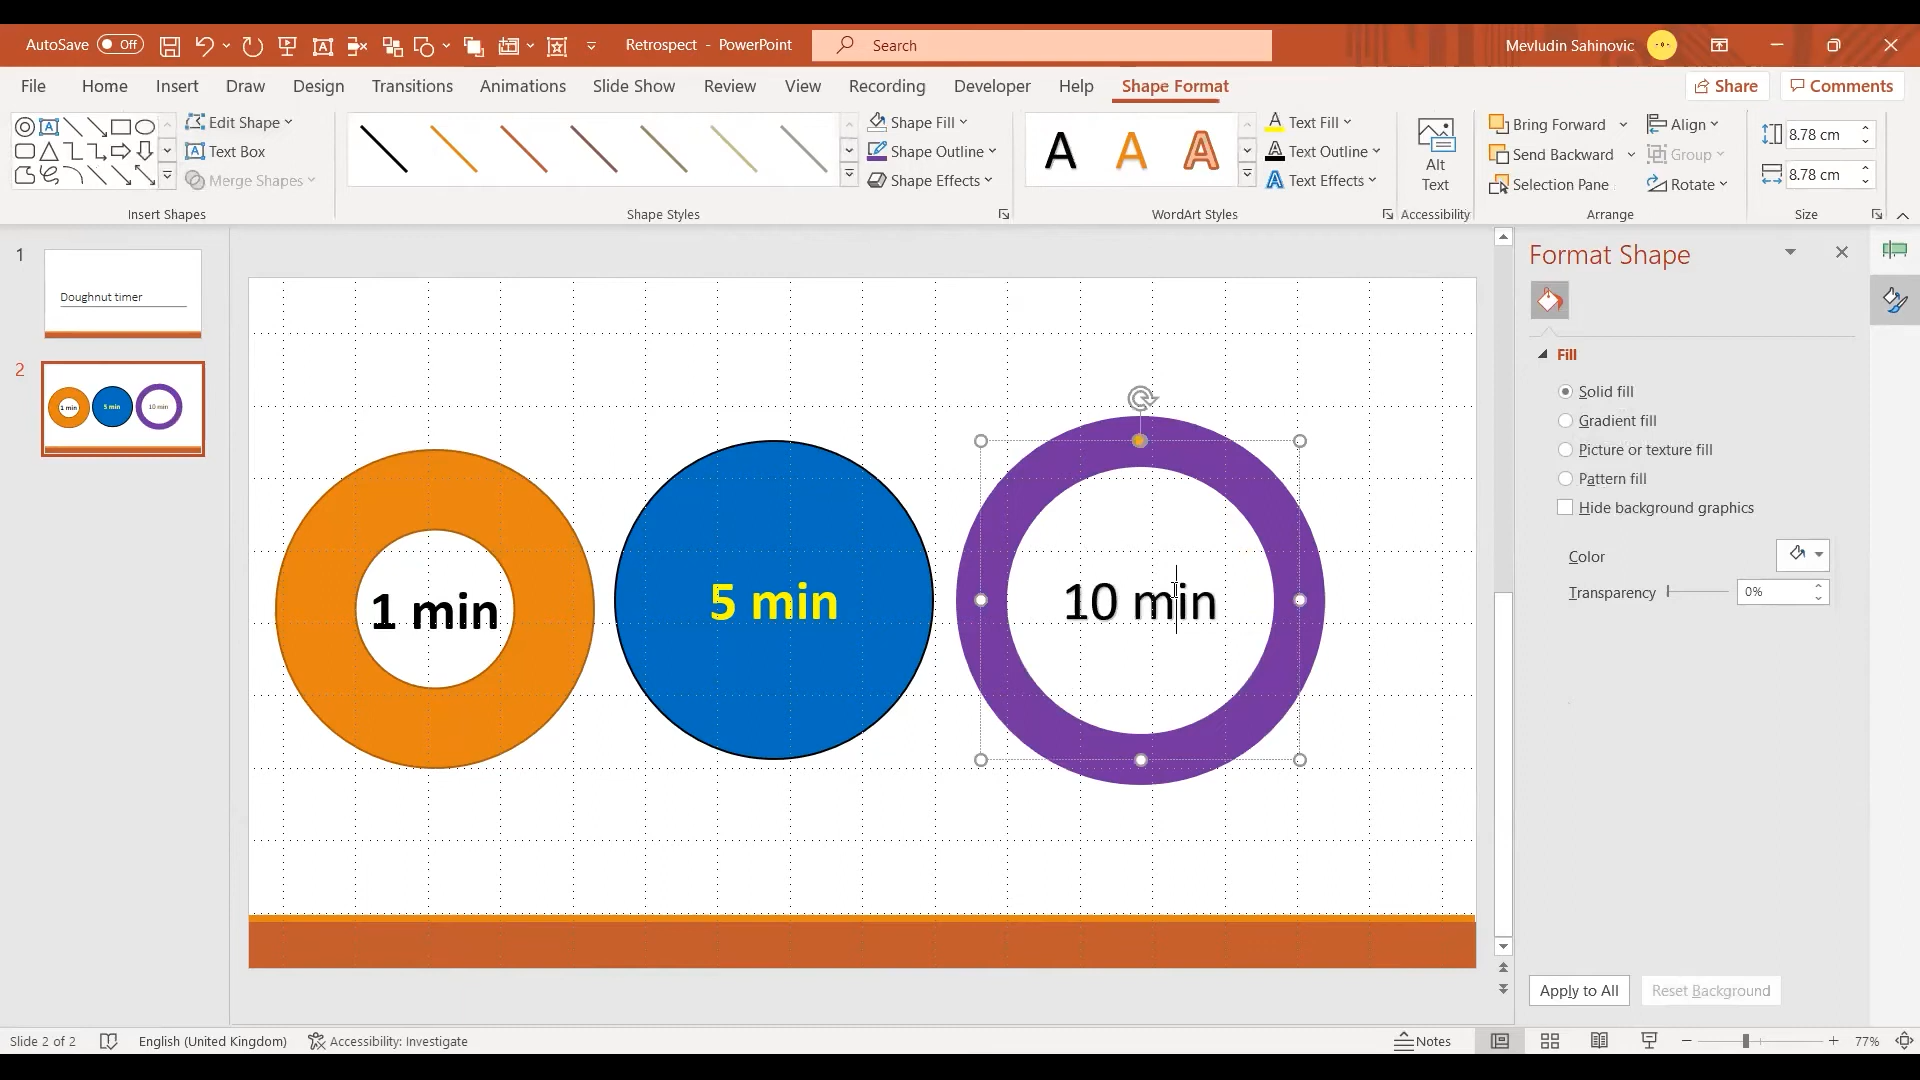 AutoSave Off Retrospect - PowerPoint Search Mevludin Sahinovic
File Home Insert Draw Design Transitions Animations Slide Show Review View Recording Developer Help Shape Format Share Comments
Edit Shape
Text Box
Merge Shapes
Insert Shapes
Shape Fill
Shape Outline
Shape Effects
Shape Styles
A A A
Text Fill
Text Outline
Text Effects
WordArt Styles
Alt
Text
Accessibility
Bring Forward
Send Backward
Selection Pane
Align
Group
Rotate
Arrange
8.78 cm
8.78 cm
Size
1
Doughnut timer
2
1 min 5 min 10 min
1 min
5 min
10 min
Format Shape
Fill
Solid fill
Gradient fill
Picture or texture fill
Pattern fill
Hide background graphics
Color
Transparency 0%
Apply to All Reset Background
Slide 2 of 2 English (United Kingdom) Accessibility: Investigate Notes 77%